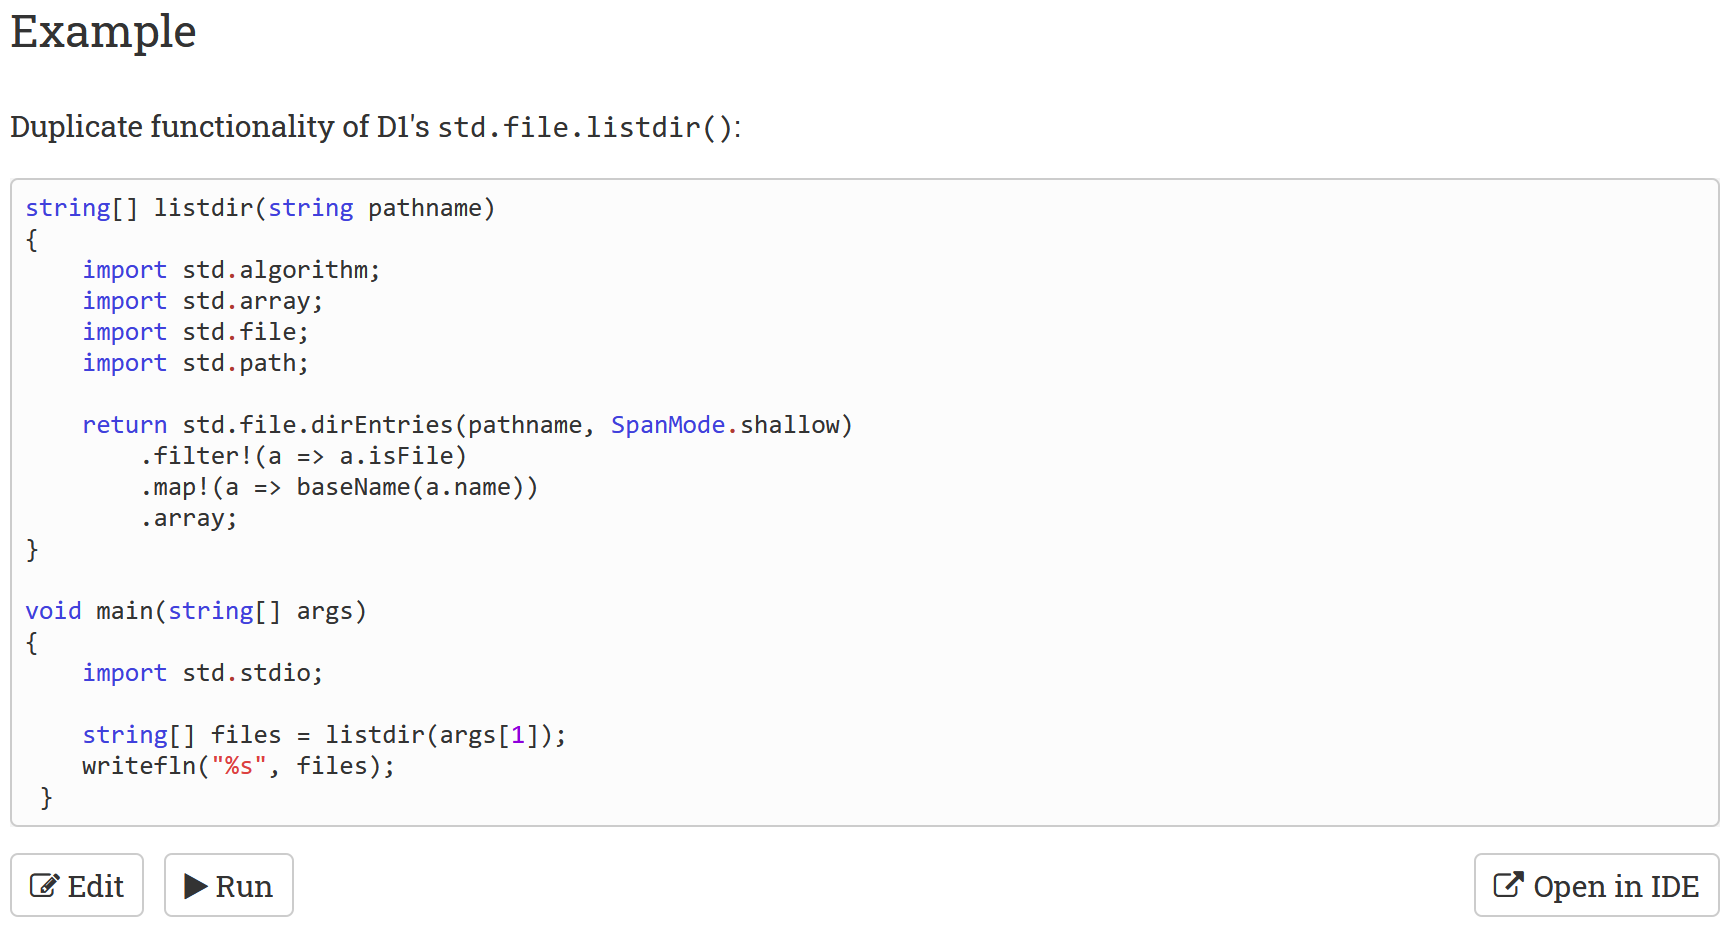 Example
Duplicate functionality of D1's std.file.listdir():
string[] listdir(string pathname)
{
    import std.algorithm;
    import std.array;
    import std.file;
    import std.path;

    return std.file.dirEntries(pathname, SpanMode.shallow)
        .filter!(a => a.isFile)
        .map!(a => baseName(a.name))
        .array;
}

void main(string[] args)
{
    import std.stdio;

    string[] files = listdir(args[1]);
    writefln("%s", files);
 }
Edit
Run
Open in IDE